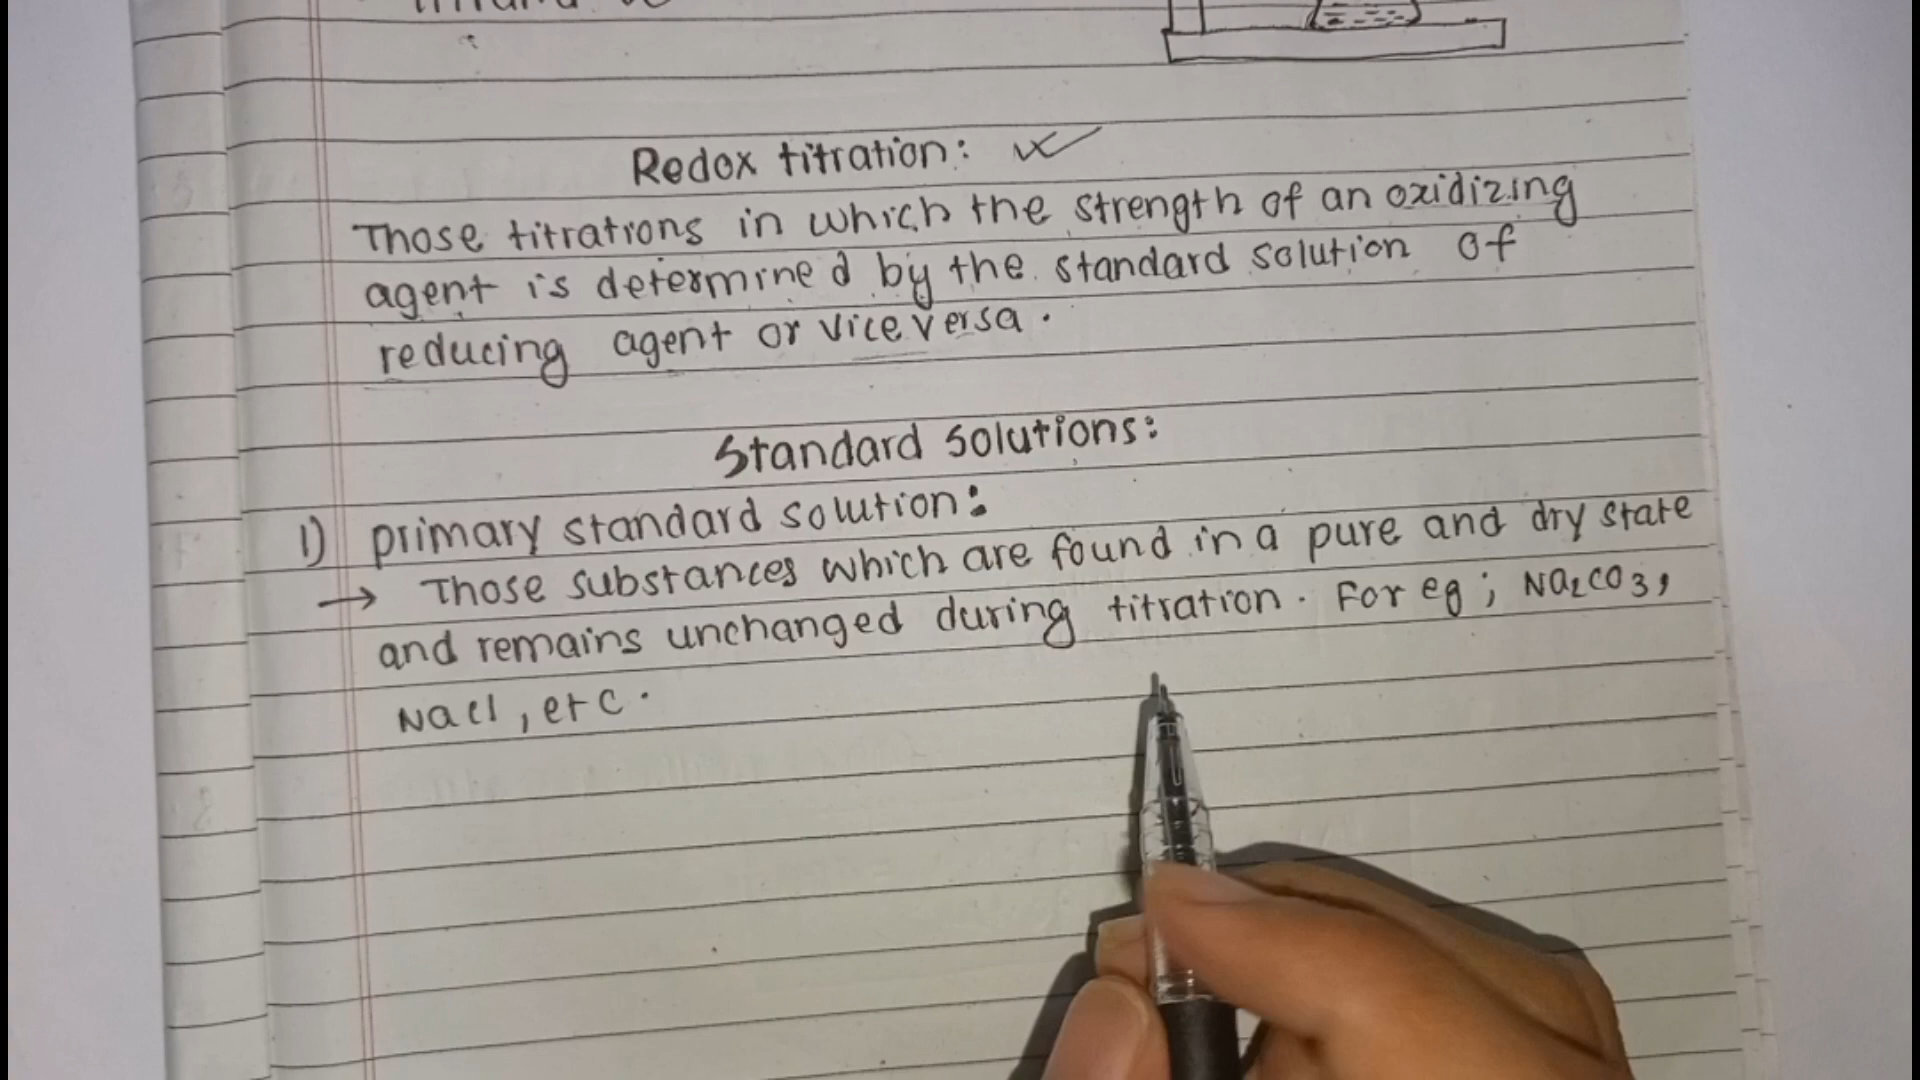 Redox titration:
Those titrations in which the strength of an oxidizing
agent is determined by the standard solution of
reducing agent or vice versa.
Standard solutions:
1) primary standard solution:
→ Those substances which are found in a pure and dry state
and remains unchanged during titration. For eg; Na2CO3,
NaCl, etc.